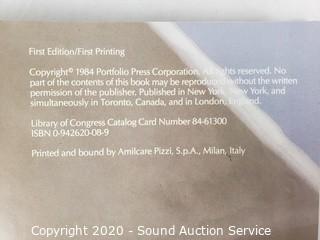 First Edition/First Printing
Copyright© 1984 Portfolio Press Corporation. All rights reserved. No
part of the contents of this book may be reproduced without the written
permission of the publisher. Published in New York, New York, and
simultaneously in Toronto, Canada, and in London, England.
Library of Congress Catalog Card Number 84-61300
ISBN 0-942620-08-9
Printed and bound by Amilcare Pizzi, S.p.A., Milan, Italy
Copyright 2020 - Sound Auction Service